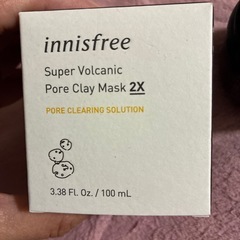 innisfree
Super Volcanic
Pore Clay Mask 2X
PORE CLEARING SOLUTION
3.38 Fl. Oz. / 100 mL